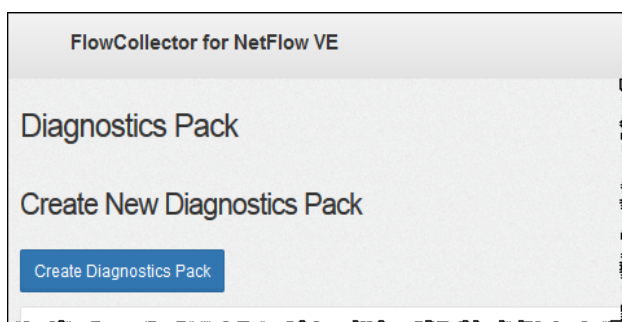 FlowCollector for NetFlow VE
Diagnostics Pack
Create New Diagnostics Pack
Create Diagnostics Pack